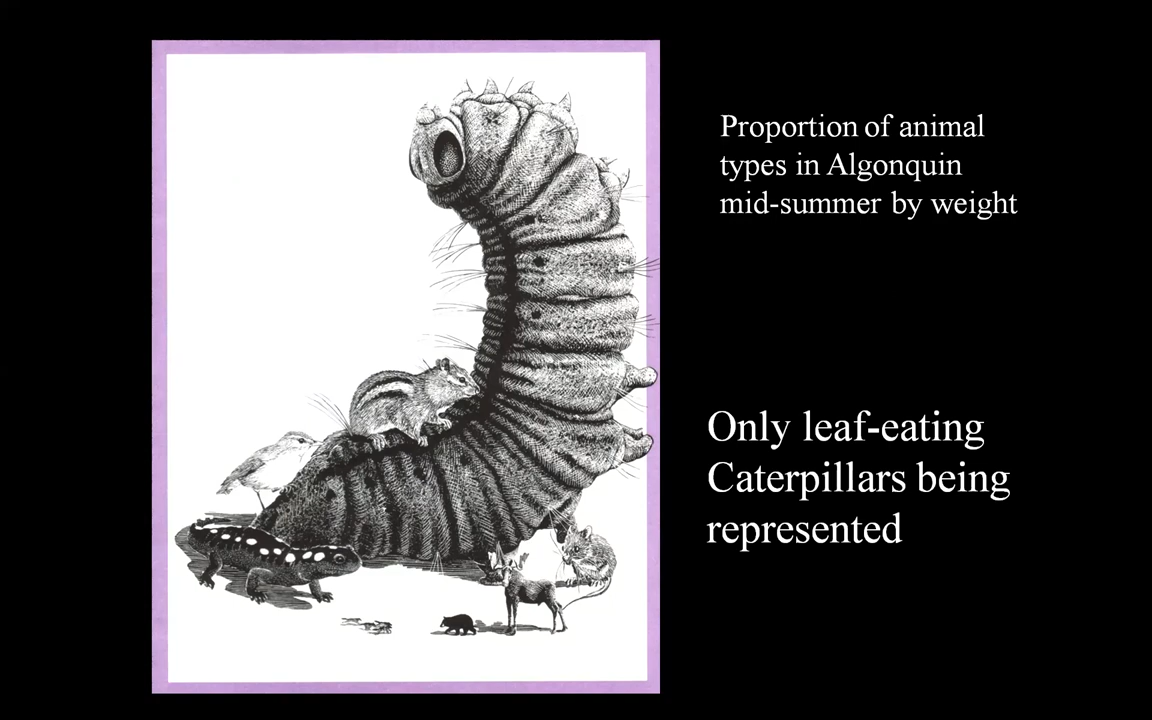 Proportion of animal
types in Algonquin
mid-summer by weight
Only leaf-eating
Caterpillars being
represented